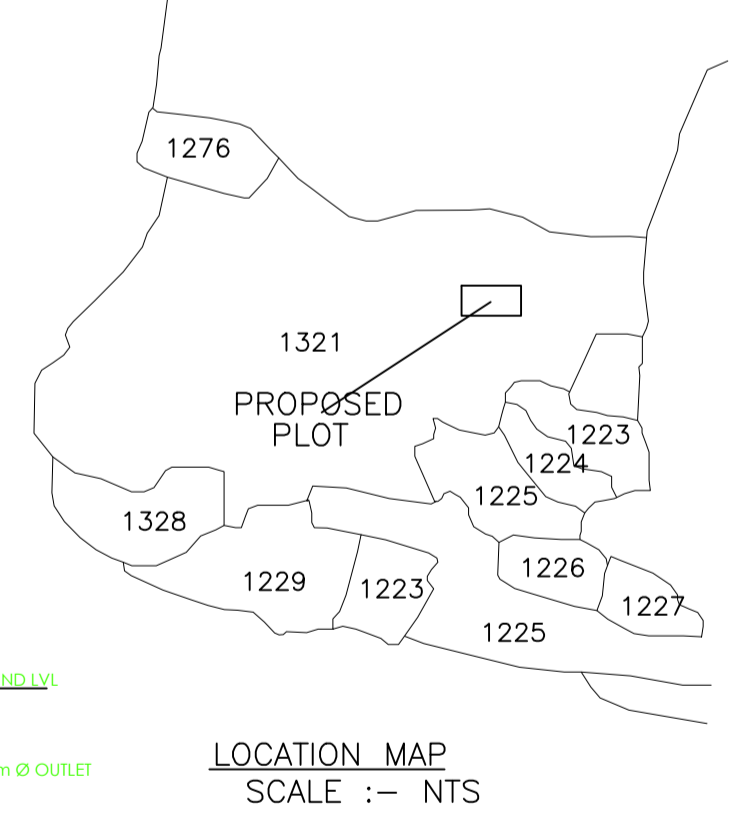 1276
1321
PROPOSED
PLOT
1223
1224
1225
1328
1229
1223
1226
1227
1225
ND LVL
LOCATION MAP
m Ø OUTLET
SCALE :- NTS